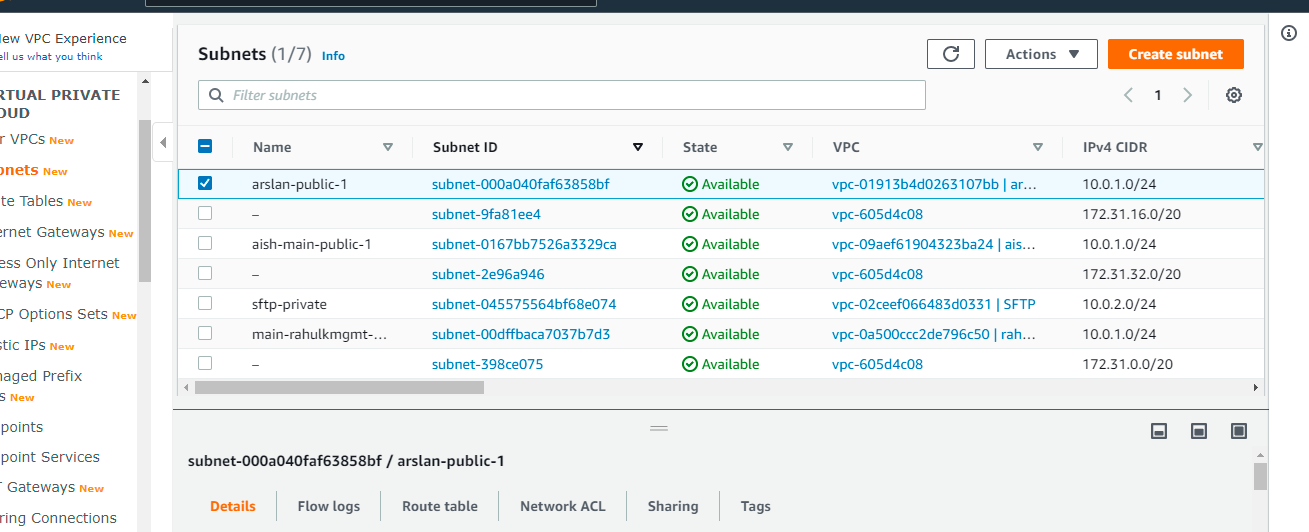 ew VPC Experience
ell us what you think
RTUAL PRIVATE
OUD
r VPCs New
bnets New
te Tables New
ernet Gateways New
ess Only Internet
eways New
CP Options Sets New
stic IPs New
naged Prefix
s New
points
point Services
T Gateways New
ring Connections
Subnets (1/7) Info
Actions
Create subnet
Filter subnets
1
Name Subnet ID State VPC IPv4 CIDR
arslan-public-1 subnet-000a040faf63858bf Available vpc-01913b4d0263107bb | ar... 10.0.1.0/24
– subnet-9fa81ee4 Available vpc-605d4c08 172.31.16.0/20
aish-main-public-1 subnet-0167bb7526a3329ca Available vpc-09aef61904323ba24 | ais... 10.0.1.0/24
– subnet-2e96a946 Available vpc-605d4c08 172.31.32.0/20
sftp-private subnet-045575564bf68e074 Available vpc-02ceef066483d0331 | SFTP 10.0.2.0/24
main-rahulkmgmt-... subnet-00dffbaca7037b7d3 Available vpc-0a500ccc2de796c50 | rah... 10.0.1.0/24
– subnet-398ce075 Available vpc-605d4c08 172.31.0.0/20
subnet-000a040faf63858bf / arslan-public-1
Details Flow logs Route table Network ACL Sharing Tags